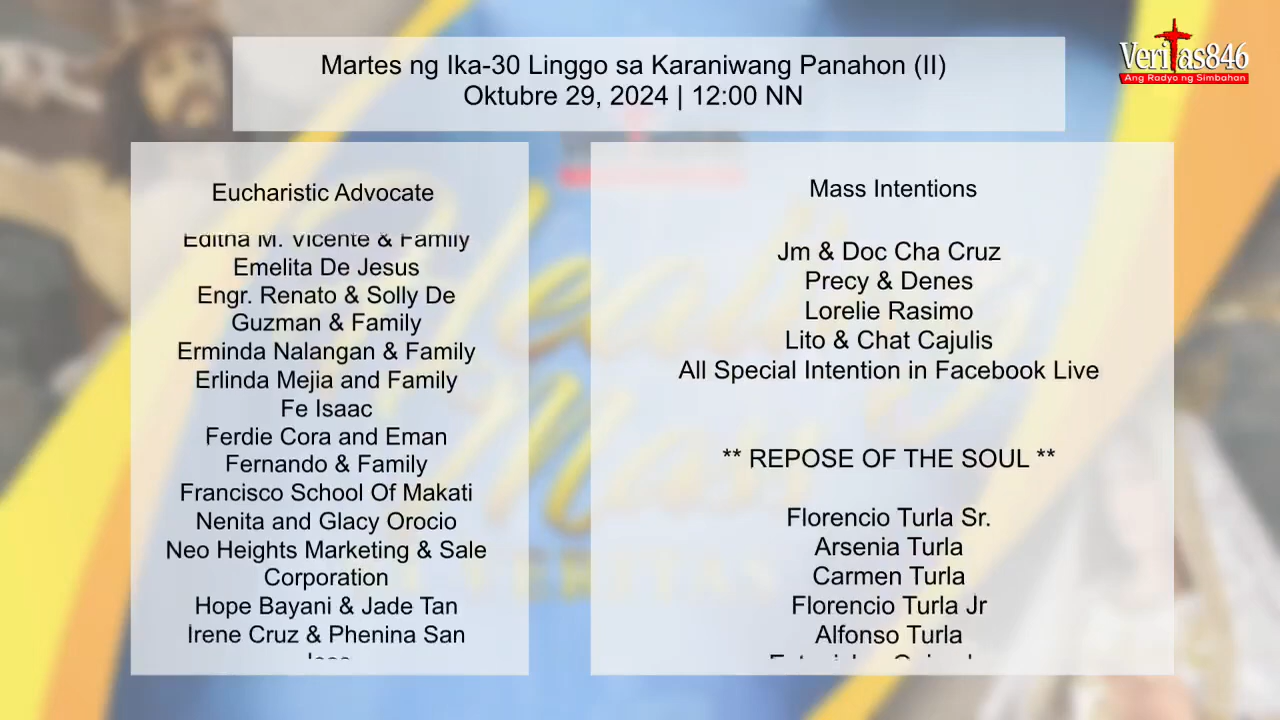 Martes ng Ika-30 Linggo sa Karaniwang Panahon (II)
Oktubre 29, 2024 | 12:00 NN
Veritas846
Ang Radyo ng Simbahan
Eucharistic Advocate
Editha M. Vicente & Family
Emelita De Jesus
Engr. Renato & Solly De
Guzman & Family
Erminda Nalangan & Family
Erlinda Mejia and Family
Fe Isaac
Ferdie Cora and Eman
Fernando & Family
Francisco School Of Makati
Nenita and Glacy Orocio
Neo Heights Marketing & Sale
Corporation
Hope Bayani & Jade Tan
Irene Cruz & Phenina San
Mass Intentions
Jm & Doc Cha Cruz
Precy & Denes
Lorelie Rasimo
Lito & Chat Cajulis
All Special Intention in Facebook Live
** REPOSE OF THE SOUL **
Florencio Turla Sr.
Arsenia Turla
Carmen Turla
Florencio Turla Jr
Alfonso Turla